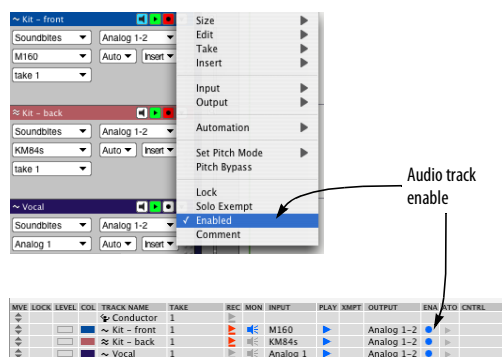 ~ Kit – front
Size
Soundbites
Analog 1-2
Edit
Take
M160
Auto
Insert
Insert
take 1
Input
Output
≈ Kit – back
Soundbites
Analog 1-2
Automation
KM84s
Auto
Insert
Set Pitch Mode
take 1
Pitch Bypass
Audio track
enable
Lock
~ Vocal
Solo Exempt
Soundbites
Analog 1-2
✓ Enabled
Analog 1
Auto
Insert
Comment
MVE LOCK LEVEL COL TRACK NAME TAKE REC MON INPUT PLAY XMPT OUTPUT ENA ATO CNTRL
Conductor 1
~ Kit – front 1 M160 Analog 1–2
≈ Kit – back 1 KM84s Analog 1–2
~ Vocal 1 Analog 1 Analog 1–2